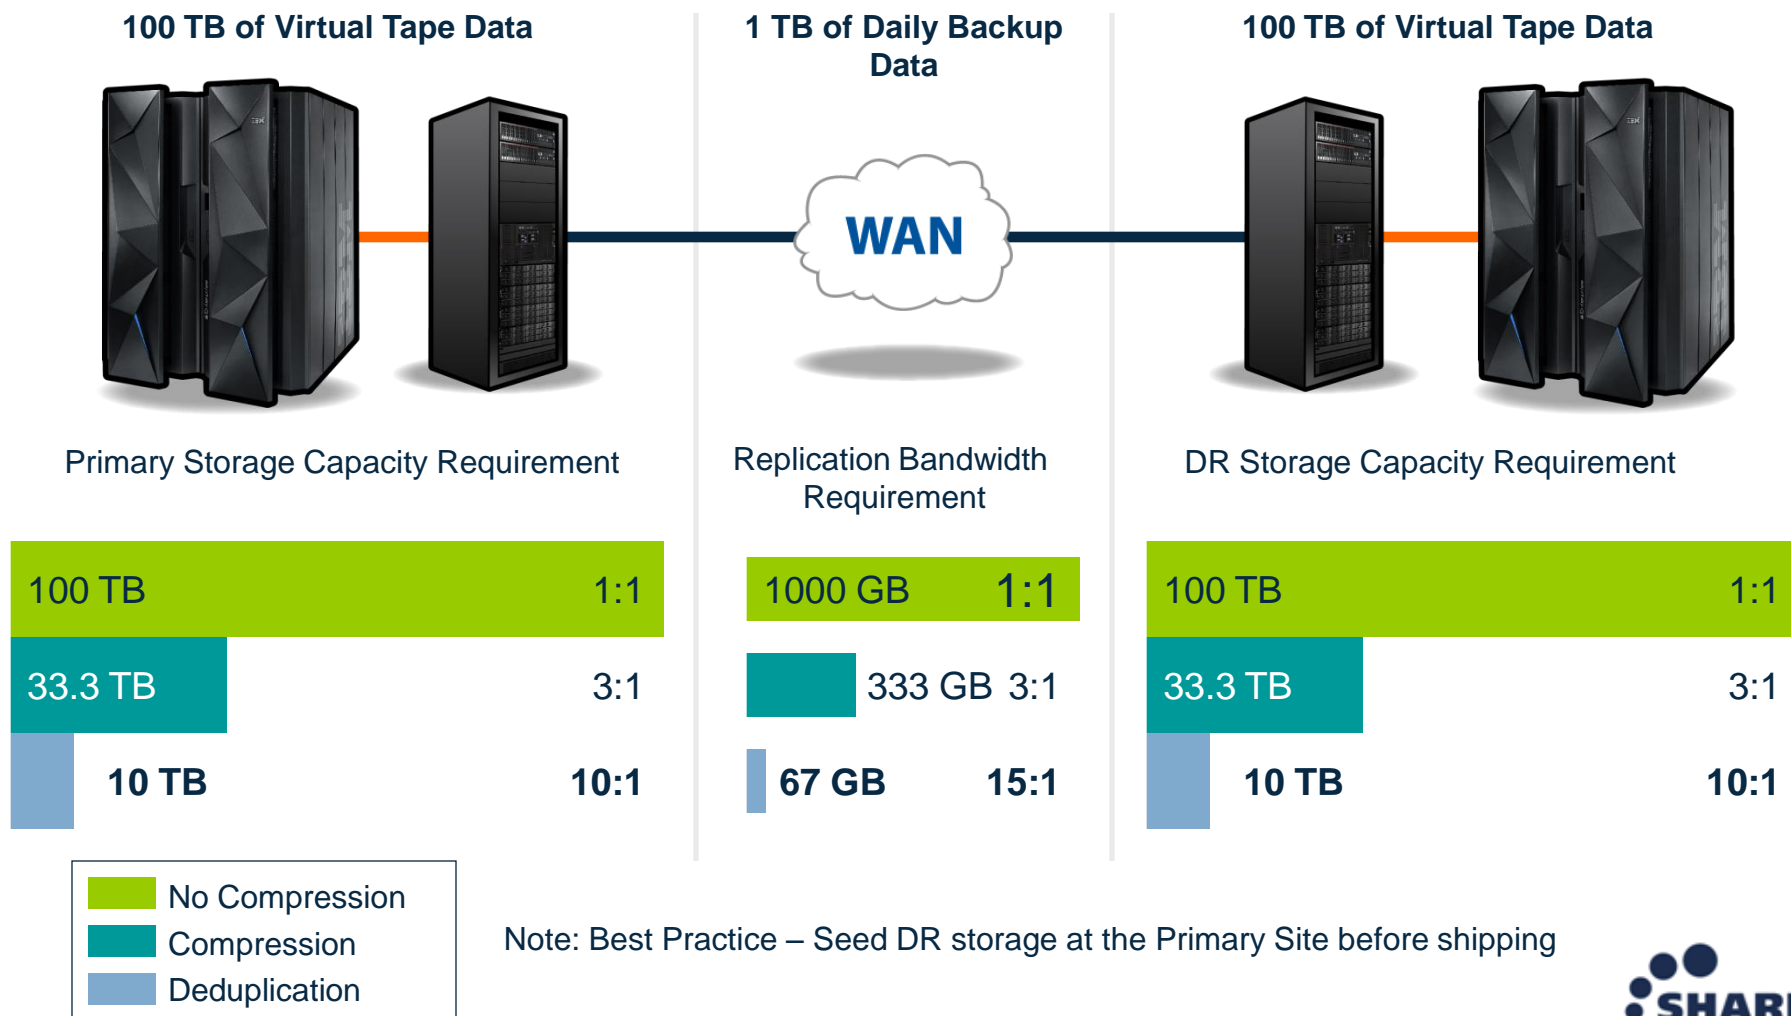 100 TB of Virtual Tape Data
1 TB of Daily Backup
Data
100 TB of Virtual Tape Data
IBM
WAN
IBM
Primary Storage Capacity Requirement
Replication Bandwidth
Requirement
DR Storage Capacity Requirement
100 TB 1:1
33.3 TB 3:1
10 TB 10:1
1000 GB 1:1
333 GB 3:1
67 GB 15:1
100 TB 1:1
33.3 TB 3:1
10 TB 10:1
No Compression
Compression
Deduplication
Note: Best Practice – Seed DR storage at the Primary Site before shipping
SHAR